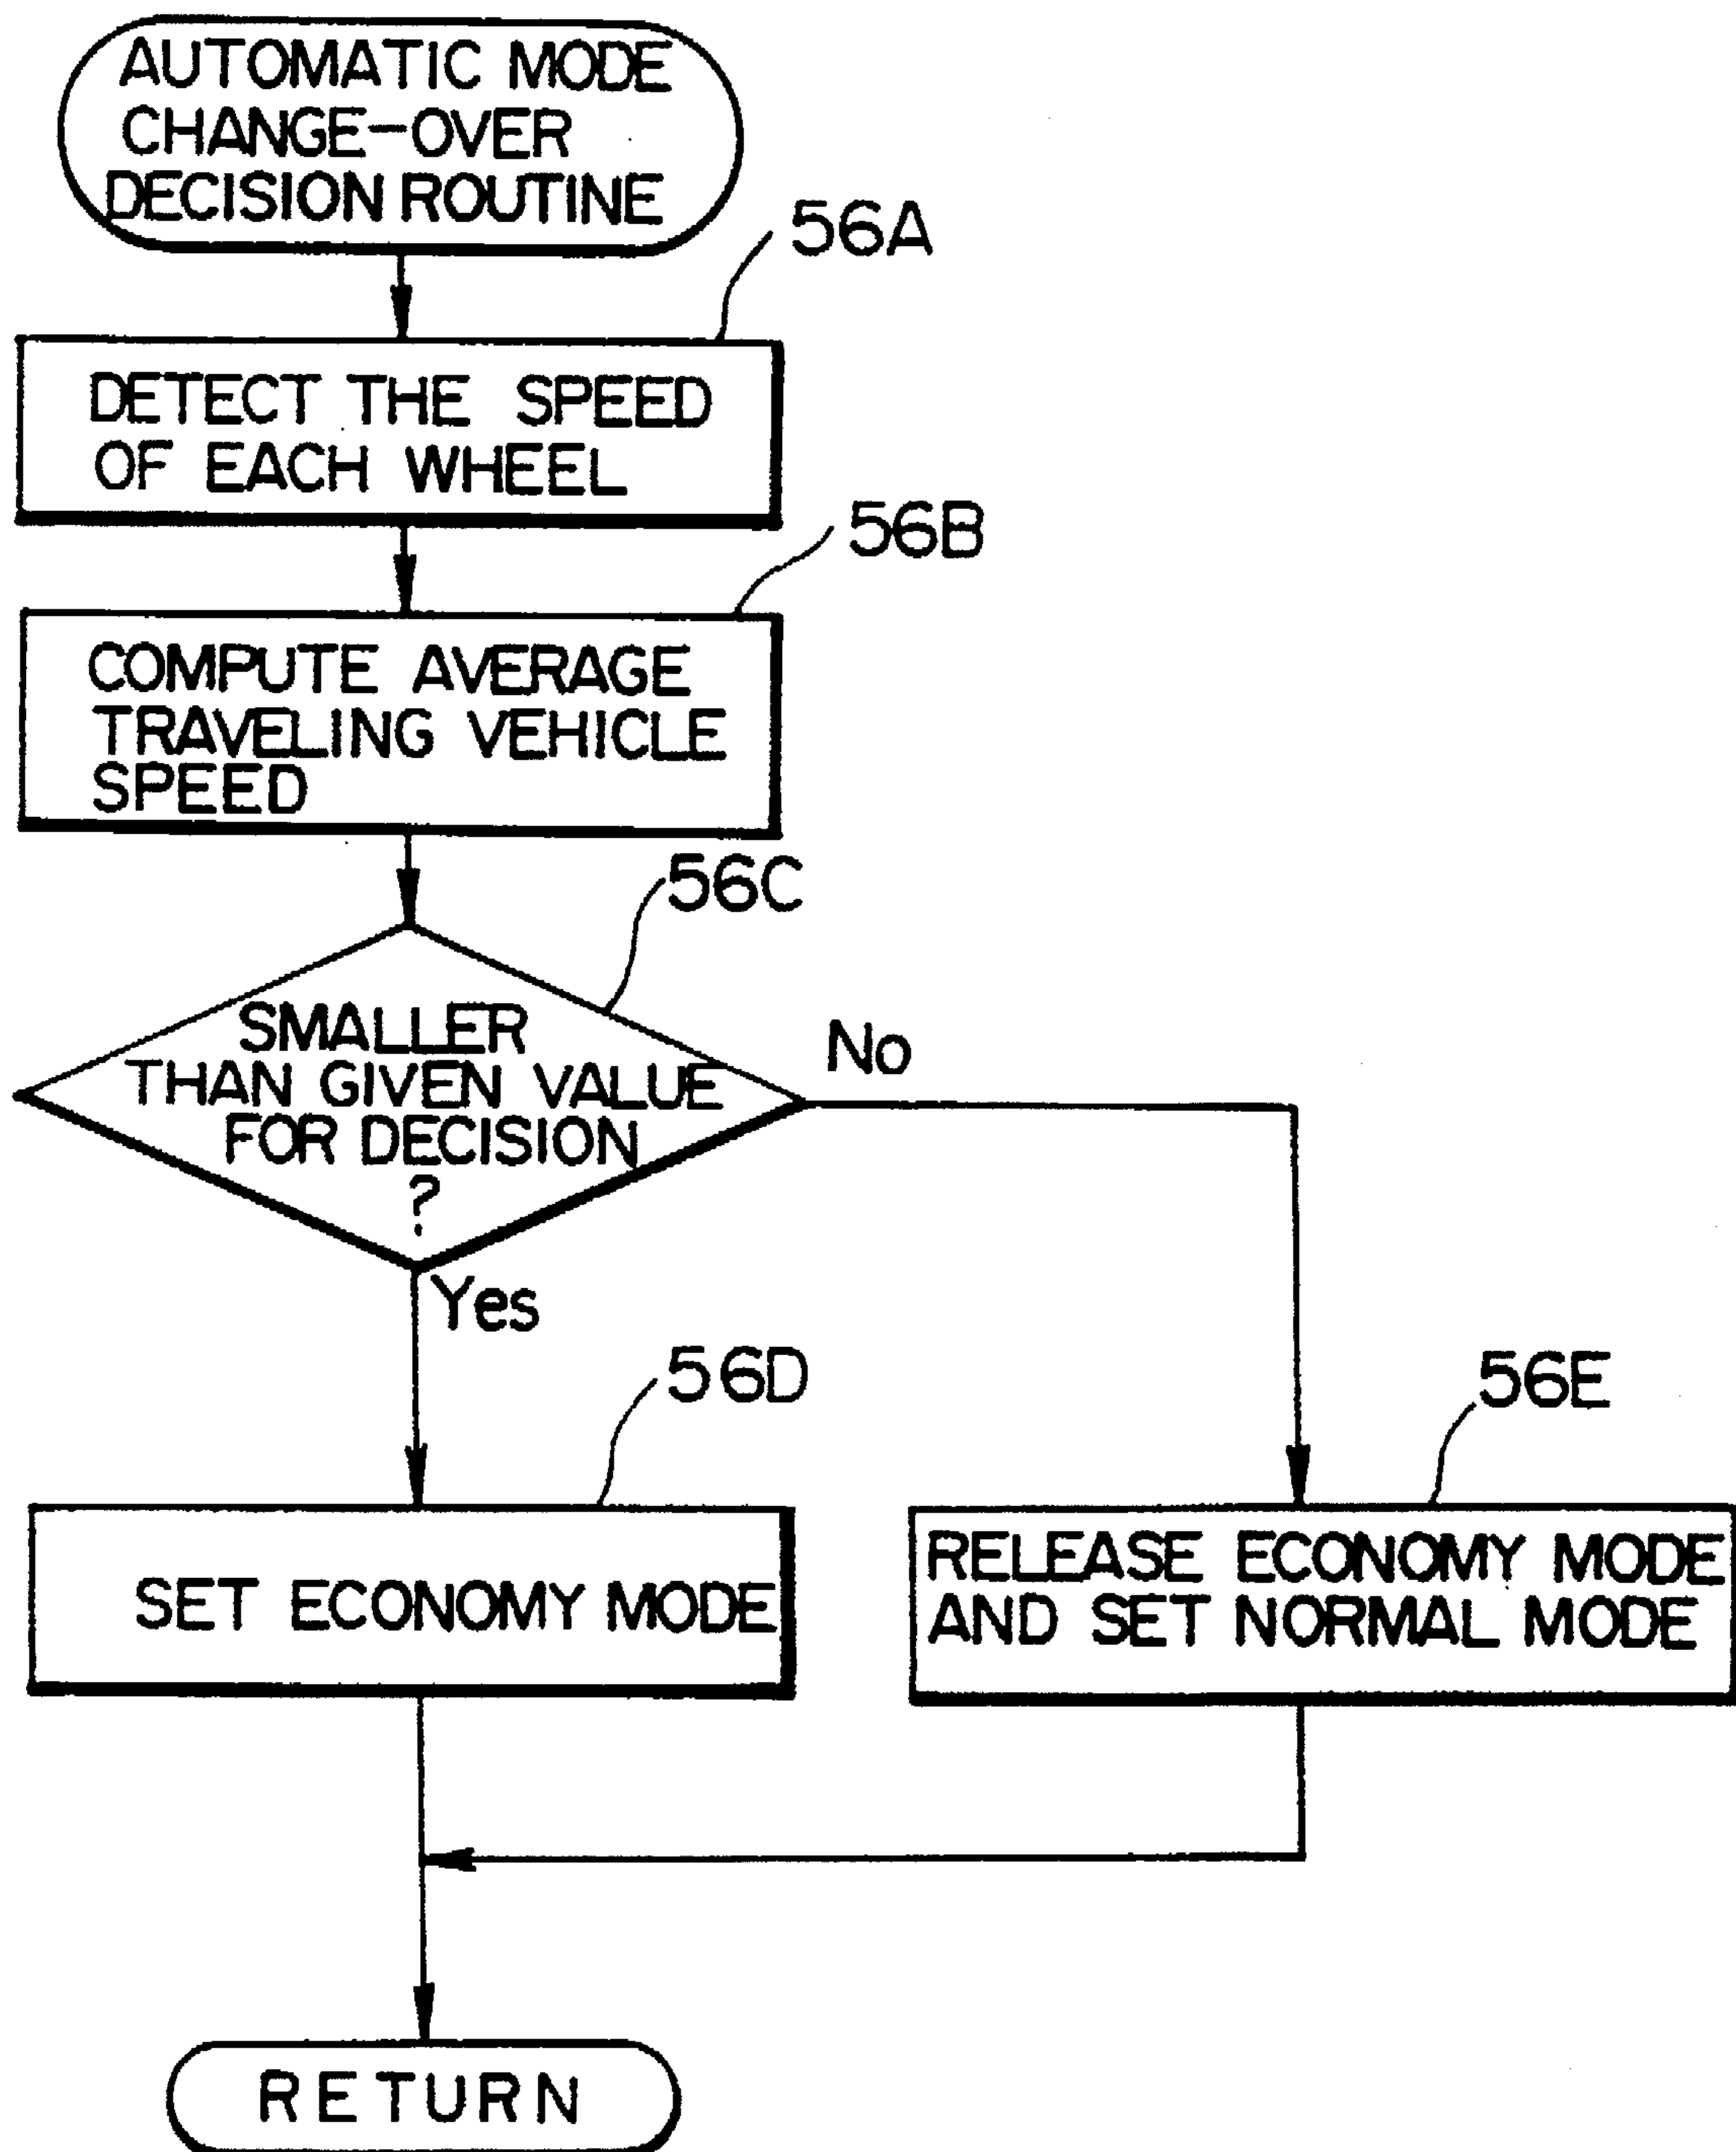 AUTOMATIC MODE
CHANGE-OVER
DECISION ROUTINE
56A
DETECT THE SPEED
OF EACH WHEEL
56B
COMPUTE AVERAGE
TRAVELING VEHICLE
SPEED
56C
SMALLER
THAN GIVEN VALUE
FOR DECISION
?
No
Yes
56D
SET ECONOMY MODE
56E
RELEASE ECONOMY MODE
AND SET NORMAL MODE
RETURN